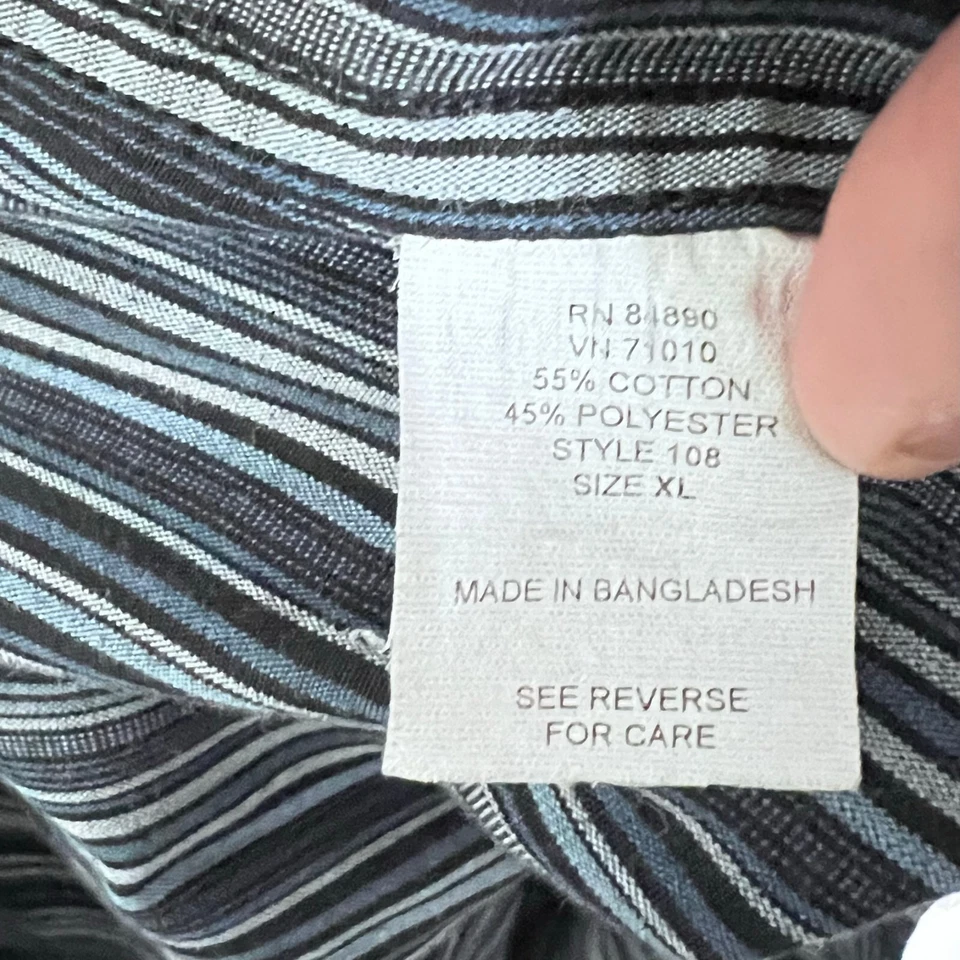 RN 84890
VN 71010
55% COTTON
45% POLYESTER
STYLE 108
SIZE XL
MADE IN BANGLADESH
SEE REVERSE
FOR CARE